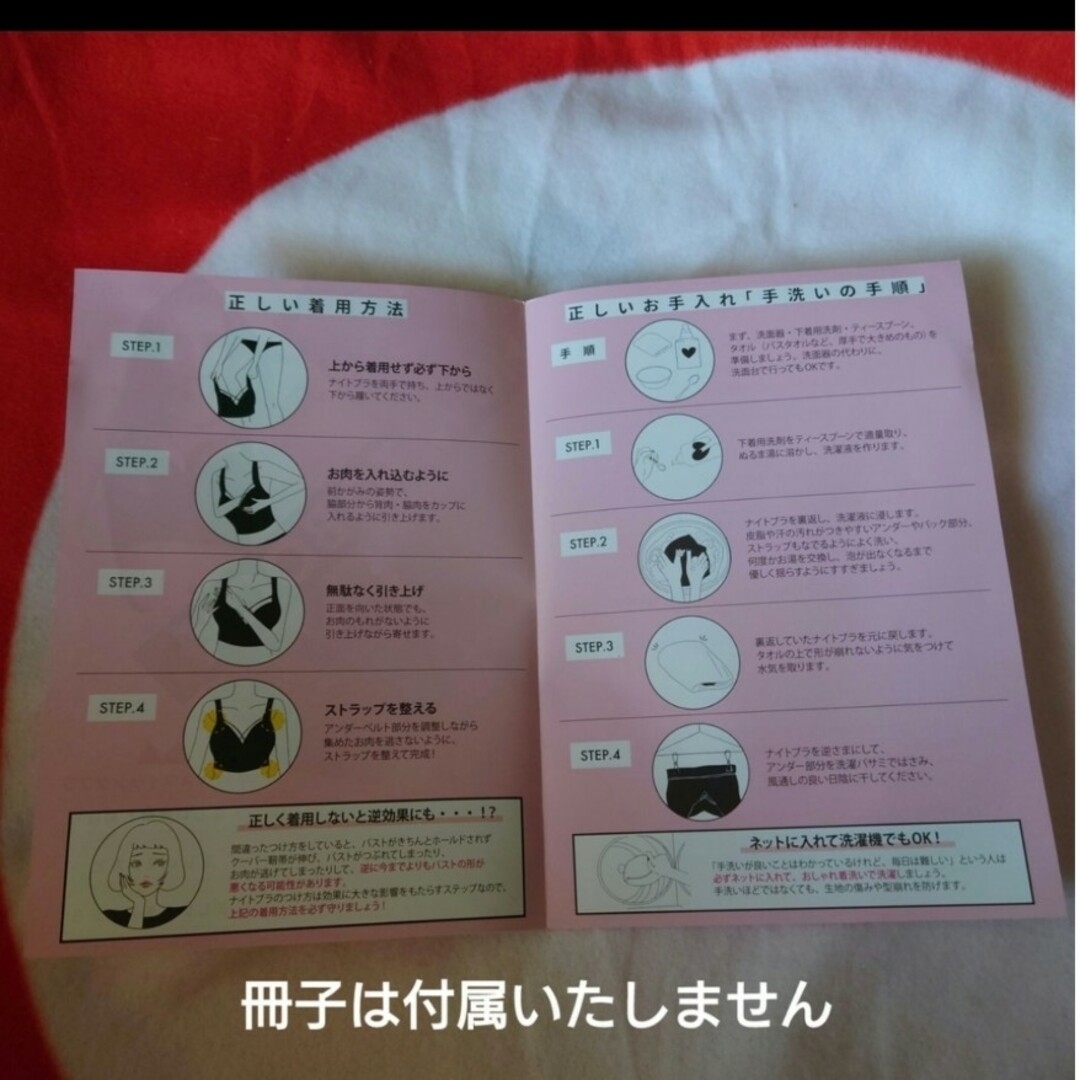 正しい着用方法
STEP.1
上から着用せず必ず下から
ナイトブラを両手で持ち、上からではなく
下から履いてください。
STEP.2
お肉を入れ込むように
前かがみの姿勢で、
脇部分から背肉・脇肉をカップに
入れるように引き上げます。
STEP.3
無駄なく引き上げ
正面を向いた状態でも、
お肉のもれがないように
引き上げながら寄せます。
STEP.4
ストラップを整える
アンダーベルト部分を調整しながら
集めたお肉を逃さないように、
ストラップを整えて完成!
正しく着用しないと逆効果にも・・・!?
間違ったつけ方をしていると、バストがきちんとホールドされず
クーパー靭帯が伸び、バストがつぶれてしまったり、
お肉が逃げてしまったりして、逆に今までよりもバストの形が
悪くなる可能性があります。
ナイトブラのつけ方は効果に大きな影響をもたらすステップなので、
上記の着用方法を必ず守りましょう!
正しいお手入れ「手洗いの手順」
手順
まず、洗面器・下着用洗剤・ティースプーン、
タオル（バスタオルなど、厚手で大きめのもの）を
準備しましょう。洗面器の代わりに、
洗面台で行ってもOKです。
STEP.1
下着用洗剤をティースプーンで適量取り、
ぬるま湯に溶かし、洗濯液を作ります。
STEP.2
ナイトブラを裏返し、洗濯液に浸します。
皮脂や汗の汚れがつきやすいアンダーやバック部分、
ストラップもなでるようによく洗い、
何度かお湯を交換し、泡が出なくなるまで
優しく揺らすようにすすぎましょう。
STEP.3
裏返していたナイトブラを元に戻します。
タオルの上で形が崩れないように気をつけて
水気を取ります。
STEP.4
ナイトブラを逆さまにして、
アンダー部分を洗濯バサミではさみ、
風通しの良い日陰に干してください。
ネットに入れて洗濯機でもOK!
「手洗いが良いことはわかっているけれど、毎日は難しい」という人は
必ずネットに入れて、おしゃれ着洗いで洗濯しましょう。
手洗いほどではなくても、生地の傷みや型崩れを防げます。
冊子は付属いたしません